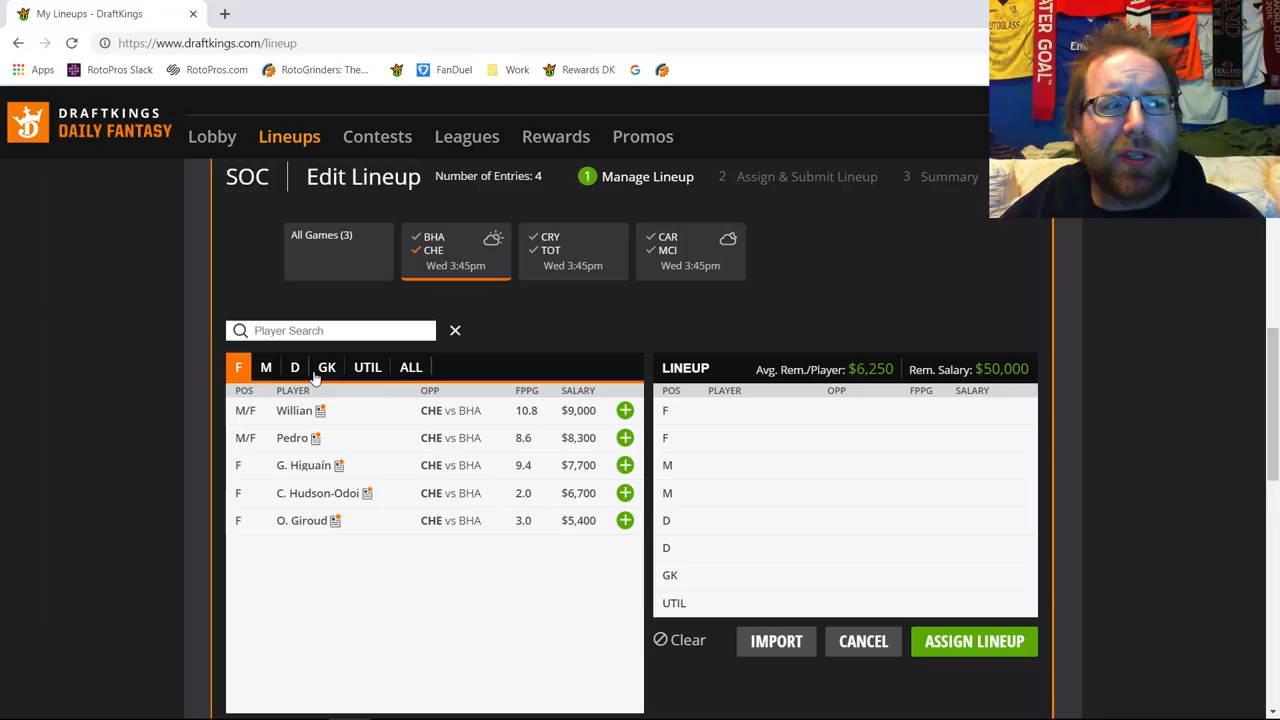 My Lineups - DraftKings
https://www.draftkings.com/lineup
Apps RotoPros Slack RotoPros.com RotoGrindersThe... FanDuel Work Rewards DK
DRAFTKINGS
DAILY FANTASY
Lobby Lineups Contests Leagues Rewards Promos
SOC Edit Lineup Number of Entries: 4 1 Manage Lineup 2 Assign & Submit Lineup 3 Summary
All Games (3)
BHA
CHE
Wed 3:45pm
CRY
TOT
Wed 3:45pm
CAR
MCI
Wed 3:45pm
Player Search
F M D GK UTIL ALL
POS PLAYER OPP FPPG SALARY
M/F Willian CHE vs BHA 10.8 $9,000
M/F Pedro CHE vs BHA 8.6 $8,300
F G. Higuaín CHE vs BHA 9.4 $7,700
F C. Hudson-Odoi CHE vs BHA 2.0 $6,700
F O. Giroud CHE vs BHA 3.0 $5,400
LINEUP Avg. Rem./Player: $6,250 Rem. Salary: $50,000
POS PLAYER OPP FPPG SALARY
F
F
M
M
D
D
GK
UTIL
Clear IMPORT CANCEL ASSIGN LINEUP
ATER GOAL